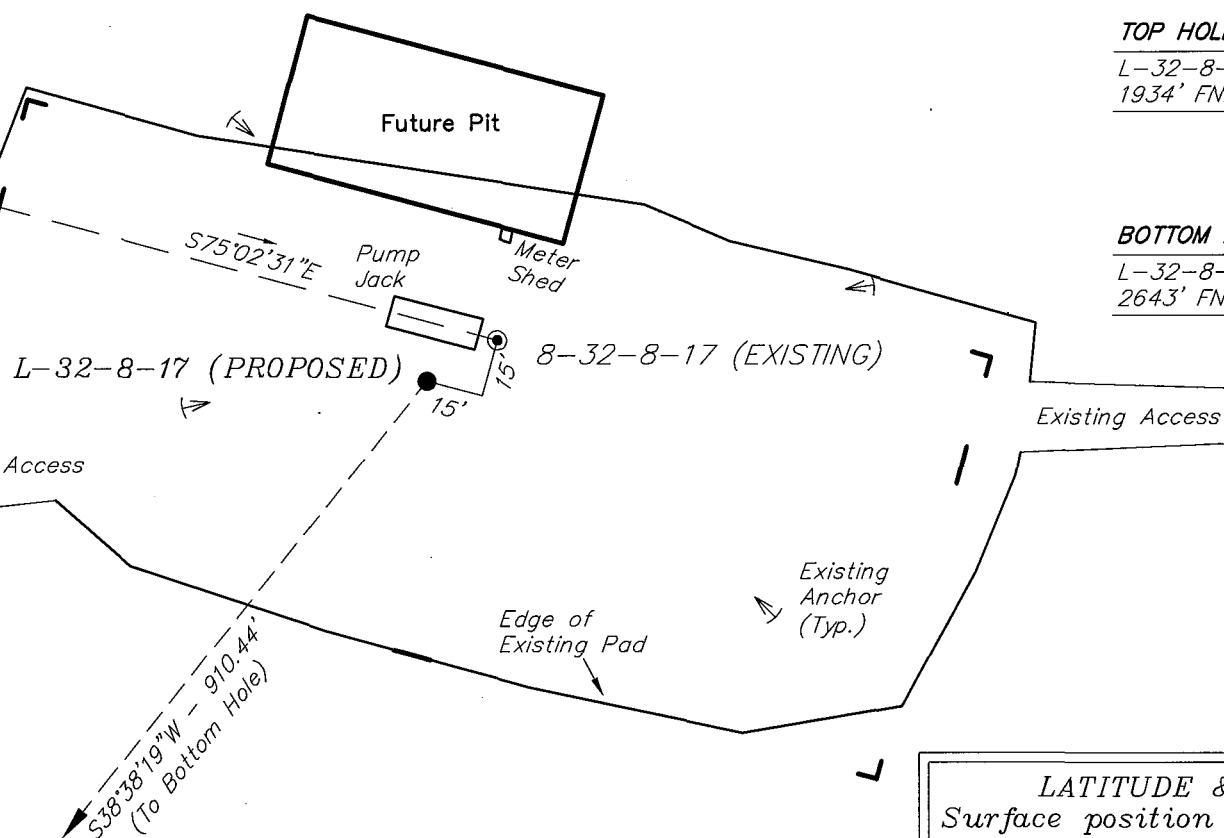 TOP HOLE
L-32-8-
1934' FN
Future Pit
S75°02'31"E
Pump
Jack
Meter
Shed
BOTTOM
L-32-8-
2643' FN
L-32-8-17 (PROPOSED)
8-32-8-17 (EXISTING)
15'
15'
Existing Access
Access
Existing
Anchor
(Typ.)
Edge of
Existing Pad
S38°38'19"W - 910.44'
(To Bottom Hole)
LATITUDE &
Surface position